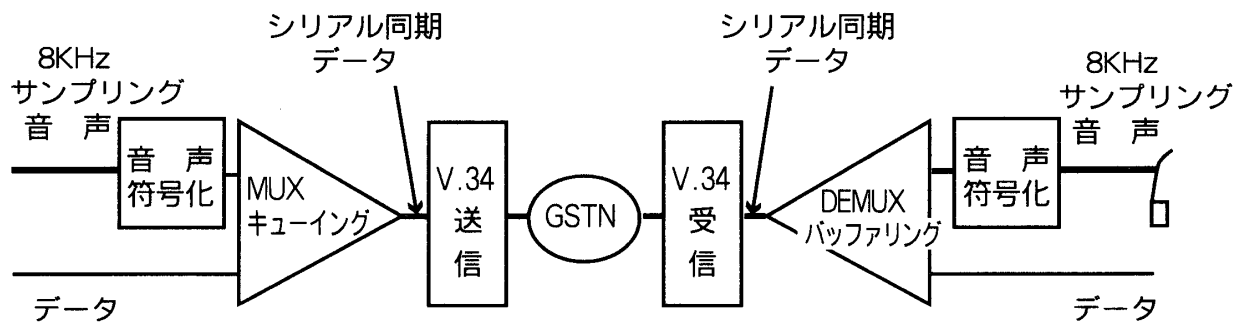 8KHz
サンプリング
音 声
音 声
符号化
MUX
キューイング
データ
シリアル同期
データ
V.34
送
信
GSTN
V.34
受
信
シリアル同期
データ
DEMUX
バッファリング
音 声
符号化
8KHz
サンプリング
音 声
データ